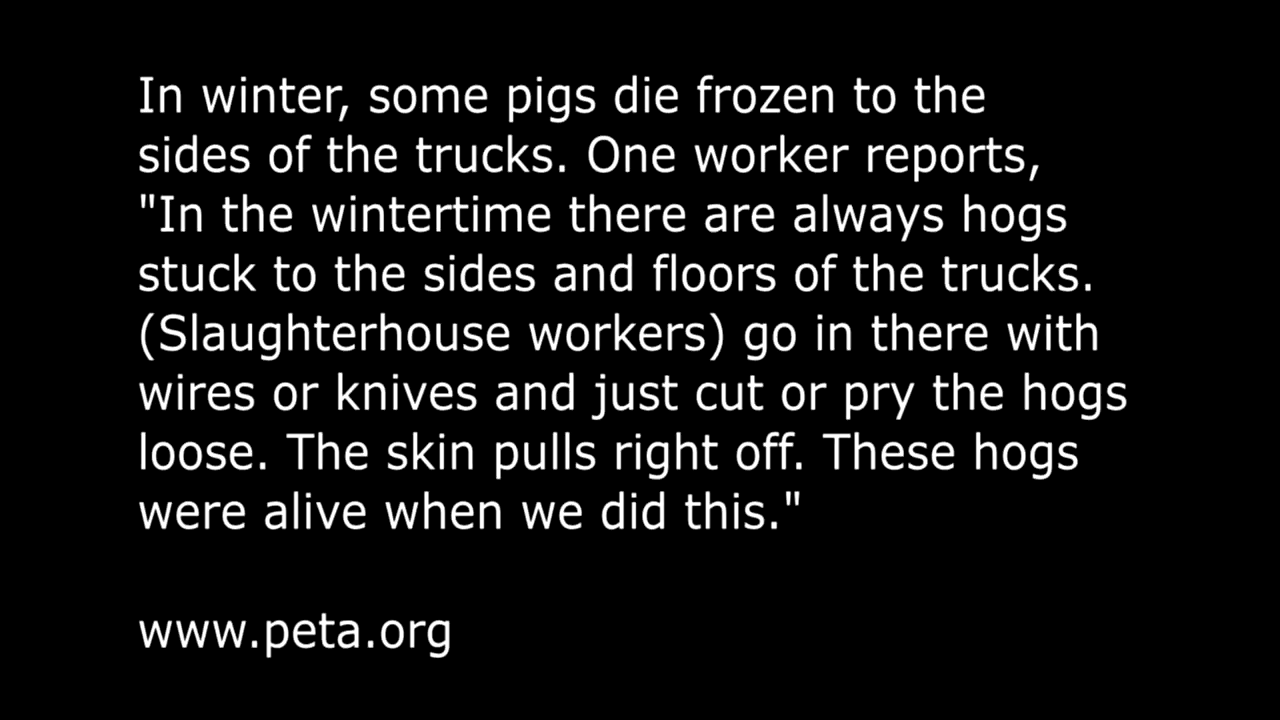 In winter, some pigs die frozen to the
sides of the trucks. One worker reports,
"In the wintertime there are always hogs
stuck to the sides and floors of the trucks.
(Slaughterhouse workers) go in there with
wires or knives and just cut or pry the hogs
loose. The skin pulls right off. These hogs
were alive when we did this."
www.peta.org